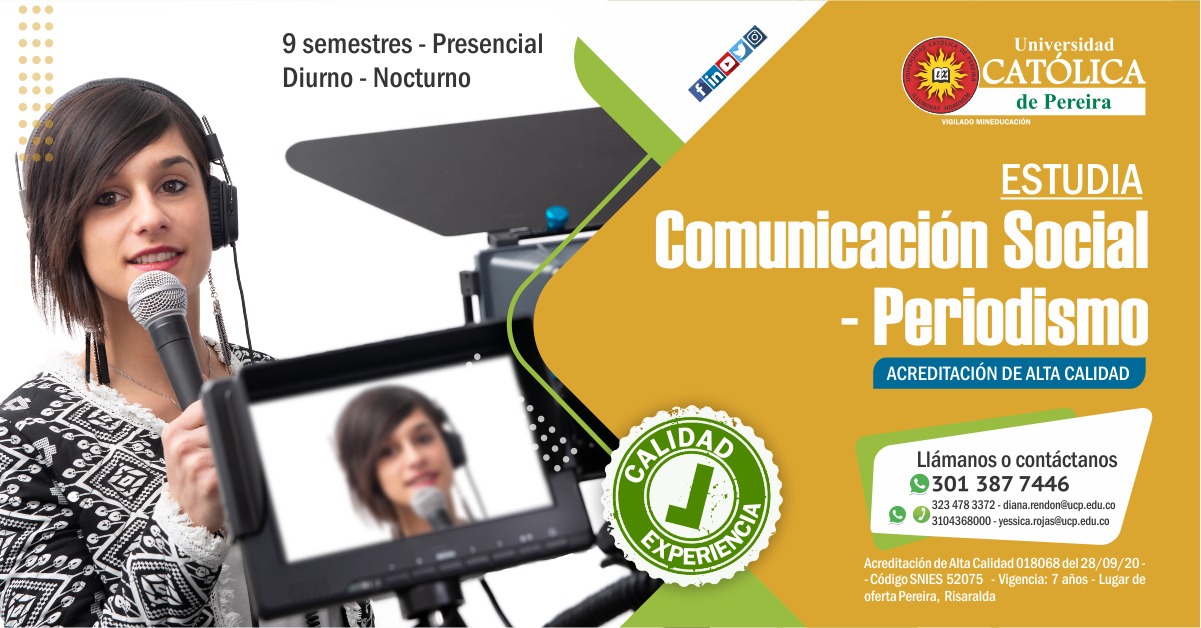 9 semestres - Presencial
Diurno - Nocturno
Universidad
CATÓLICA
de Pereira
VIGILADO MINEDUCACIÓN
ESTUDIA
Comunicación Social
- Periodismo
ACREDITACIÓN DE ALTA CALIDAD
CALIDAD
EXPERIENCIA
Llámanos o contáctanos
301 387 7446
323 478 3372 - diana.rendon@ucp.edu.co
3104368000 - yessica.rojas@ucp.edu.co
Acreditación de Alta Calidad 018068 del 28/09/20 -
- Código SNIES 52075 - Vigencia: 7 años - Lugar de
oferta Pereira, Risaralda